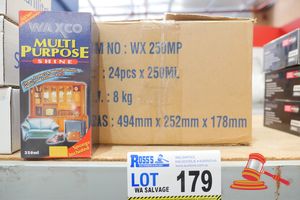 WAXCO
MULTI
PURPOSE
SHINE
250ml
M NO : WX 250MP
: 24pcs x 250ML
8 kg
AS : 494mm x 252mm x 178mm
ROSS'S
LOT
179
WA SALVAGE